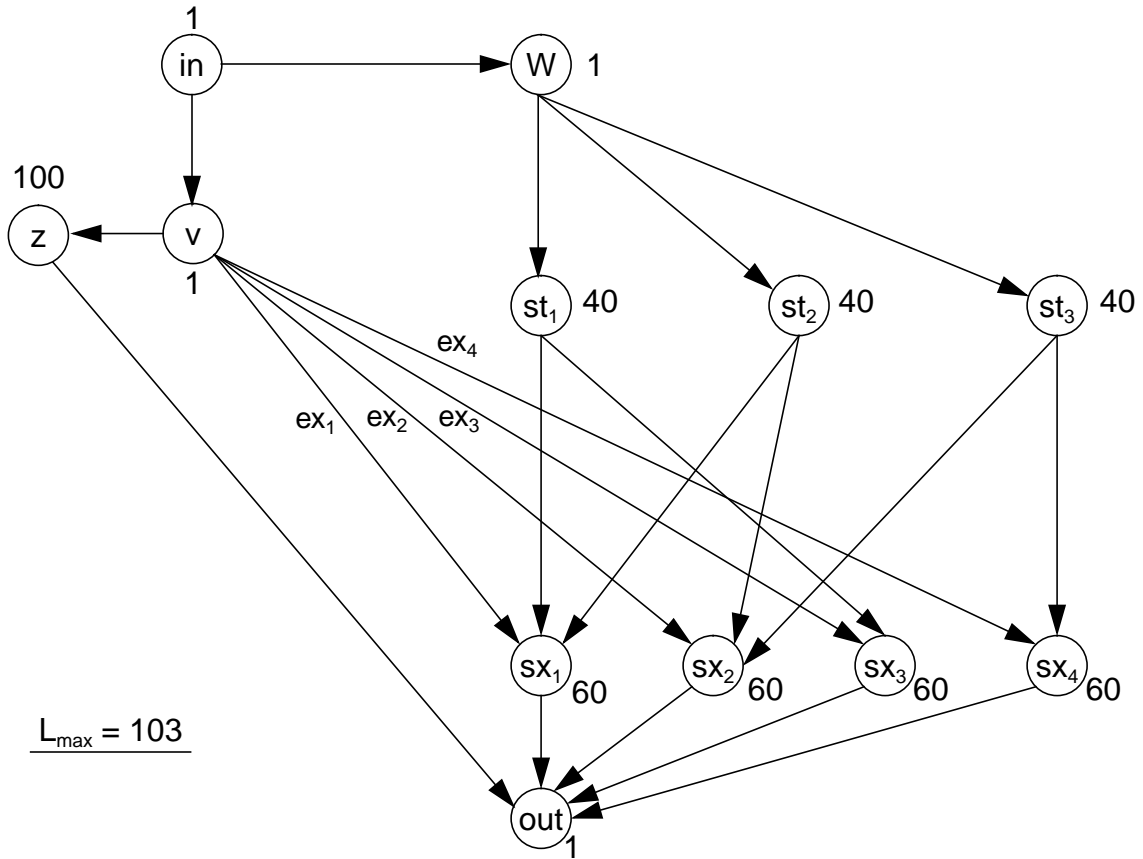 1
in
W
1
100
z
v
1
st₁
40
st₂
40
st₃
40
ex₄
ex₁
ex₂
ex₃
sx₁
60
sx₂
60
sx₃
60
sx₄
60
L_max = 103
out
1